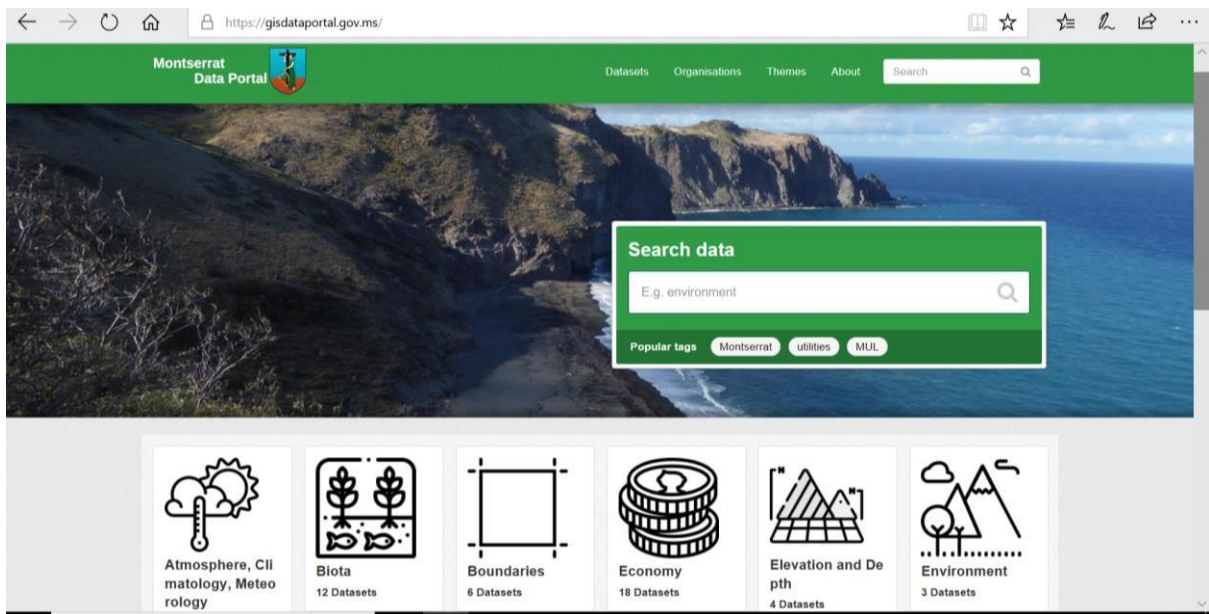 https://gisdataportal.gov.ms/
Montserrat
Data Portal
Datasets Organisations Themes About Search
Search data
E.g. environment
Popular tags Montserrat utilities MUL
Atmosphere, Cli
matology, Meteo
rology
Biota
12 Datasets
Boundaries
6 Datasets
Economy
18 Datasets
Elevation and De
pth
4 Datasets
Environment
3 Datasets